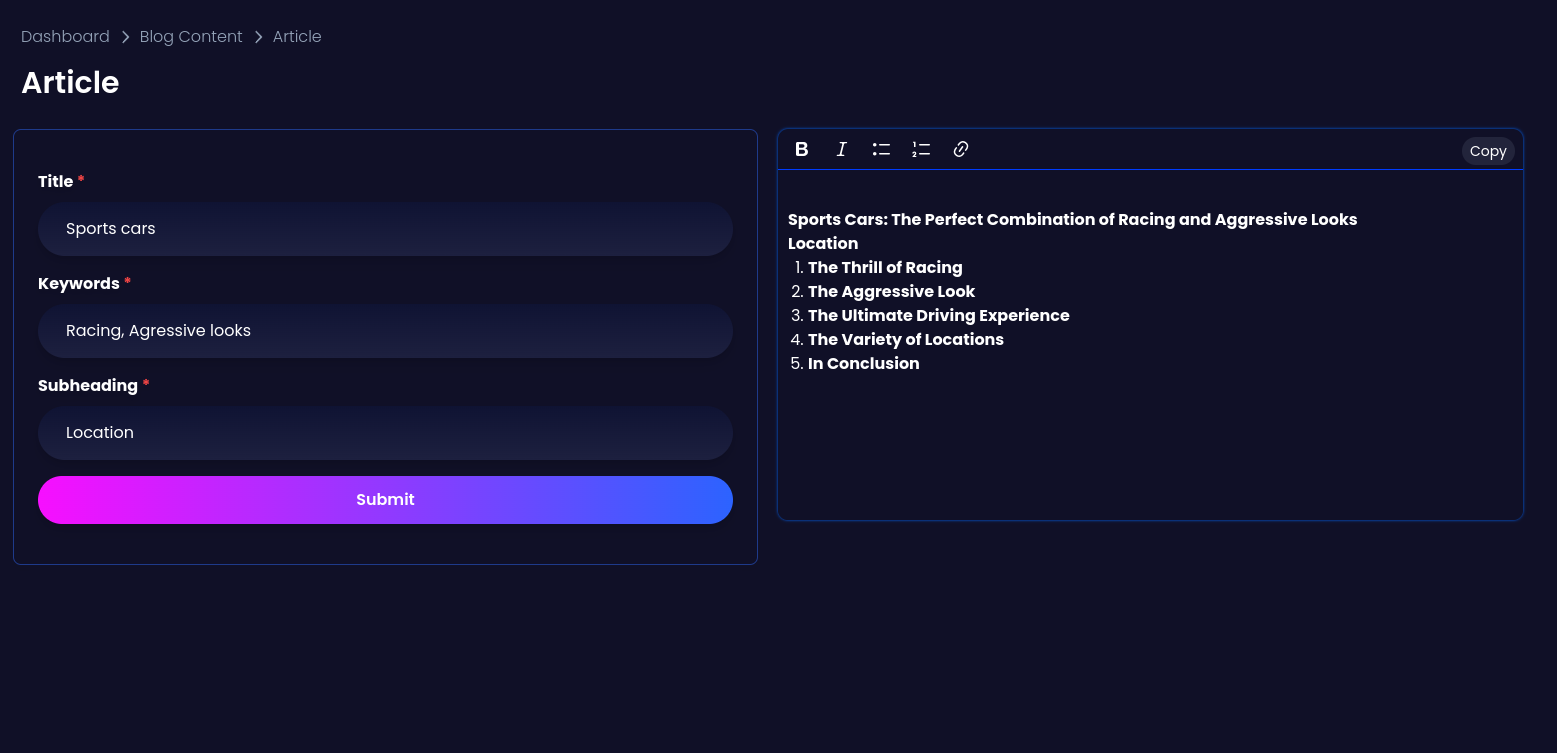 Dashboard > Blog Content > Article
Article
Title *
Sports cars
Keywords *
Racing, Agressive looks
Subheading *
Location
Submit
B I Copy
Sports Cars: The Perfect Combination of Racing and Aggressive Looks
Location
1. The Thrill of Racing
2. The Aggressive Look
3. The Ultimate Driving Experience
4. The Variety of Locations
5. In Conclusion